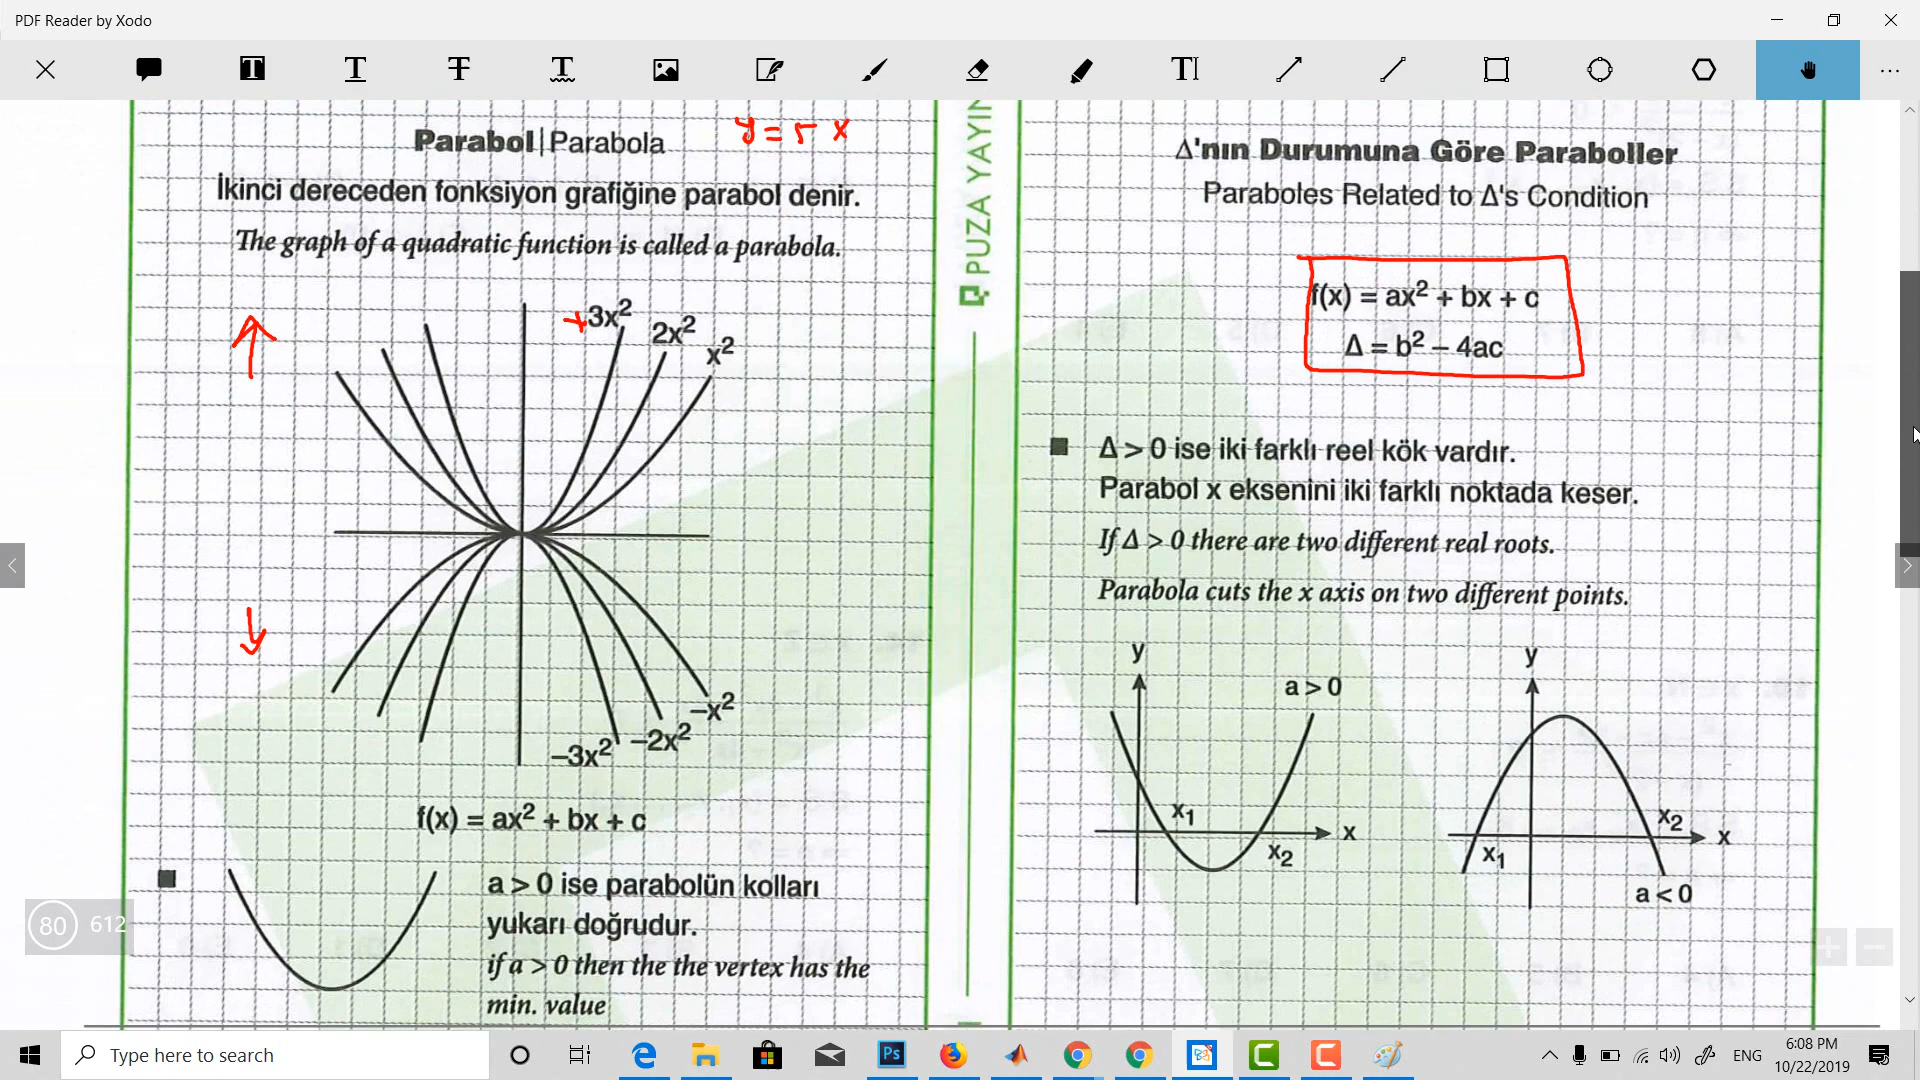 PDF Reader by Xodo
Parabol|Parabola
y = 5 x
İkinci dereceden fonksiyon grafiğine parabol denir.
The graph of a quadratic function is called a parabola.
+3x²
2x²
x²
-x²
-2x²
-3x²
f(x) = ax² + bx + c
a > 0 ise parabolün kolları
yukarı doğrudur.
if a > 0 then the the vertex has the
min. value
80 612
PUZA YAYIN
Δ'nın Durumuna Göre Paraboller
Paraboles Related to Δ's Condition
f(x) = ax² + bx + c
Δ = b² – 4ac
Δ > 0 ise iki farklı reel kök vardır.
Parabol x eksenini iki farklı noktada keser.
If Δ > 0 there are two different real roots.
Parabola cuts the x axis on two different points.
y
a > 0
x₁
x₂
x
y
x₂
x
x₁
a < 0
Type here to search
Ps
ENG
6:08 PM
10/22/2019